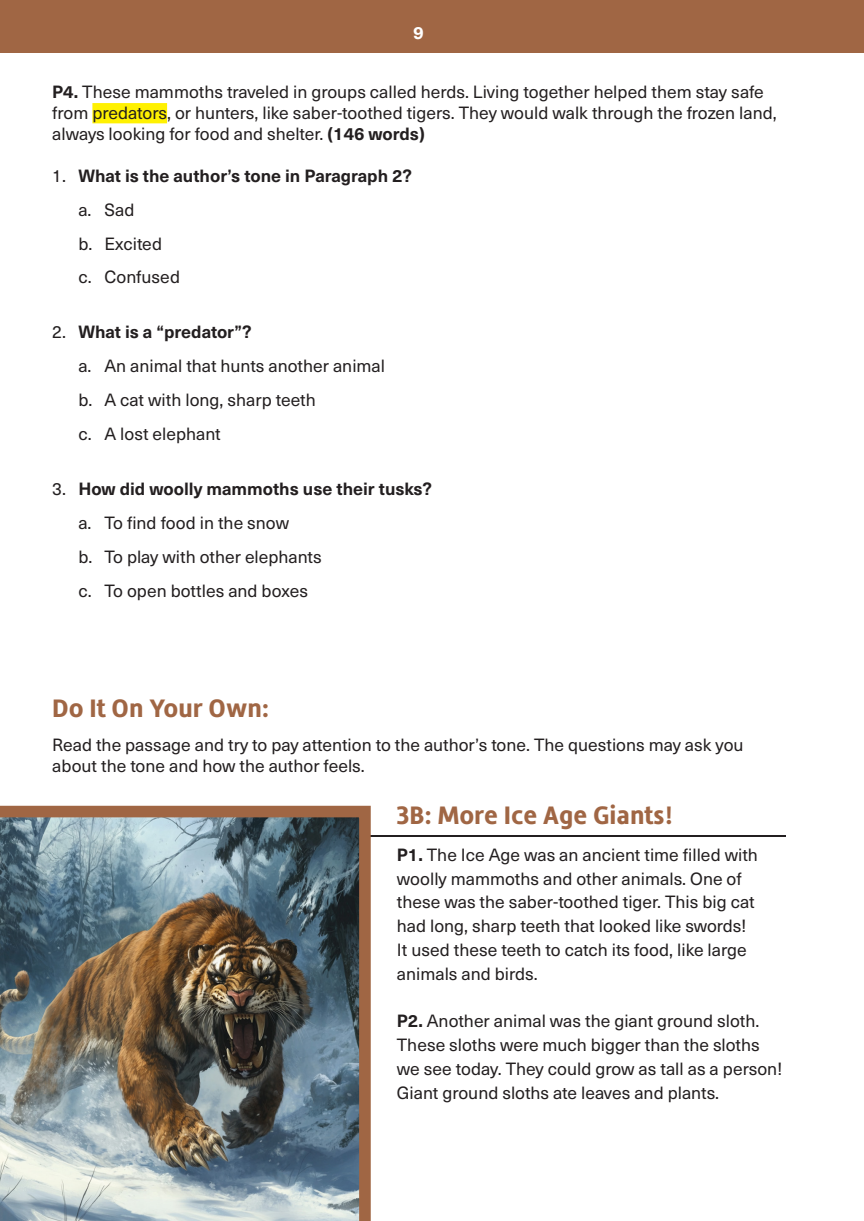 9
P4. These mammoths traveled in groups called herds. Living together helped them stay safe
from predators, or hunters, like saber-toothed tigers. They would walk through the frozen land,
always looking for food and shelter. (146 words)
1. What is the author’s tone in Paragraph 2?
a. Sad
b. Excited
c. Confused
2. What is a “predator”?
a. An animal that hunts another animal
b. A cat with long, sharp teeth
c. A lost elephant
3. How did woolly mammoths use their tusks?
a. To find food in the snow
b. To play with other elephants
c. To open bottles and boxes
Do It On Your Own:
Read the passage and try to pay attention to the author’s tone. The questions may ask you
about the tone and how the author feels.
3B: More Ice Age Giants!
P1. The Ice Age was an ancient time filled with
woolly mammoths and other animals. One of
these was the saber-toothed tiger. This big cat
had long, sharp teeth that looked like swords!
It used these teeth to catch its food, like large
animals and birds.
P2. Another animal was the giant ground sloth.
These sloths were much bigger than the sloths
we see today. They could grow as tall as a person!
Giant ground sloths ate leaves and plants.